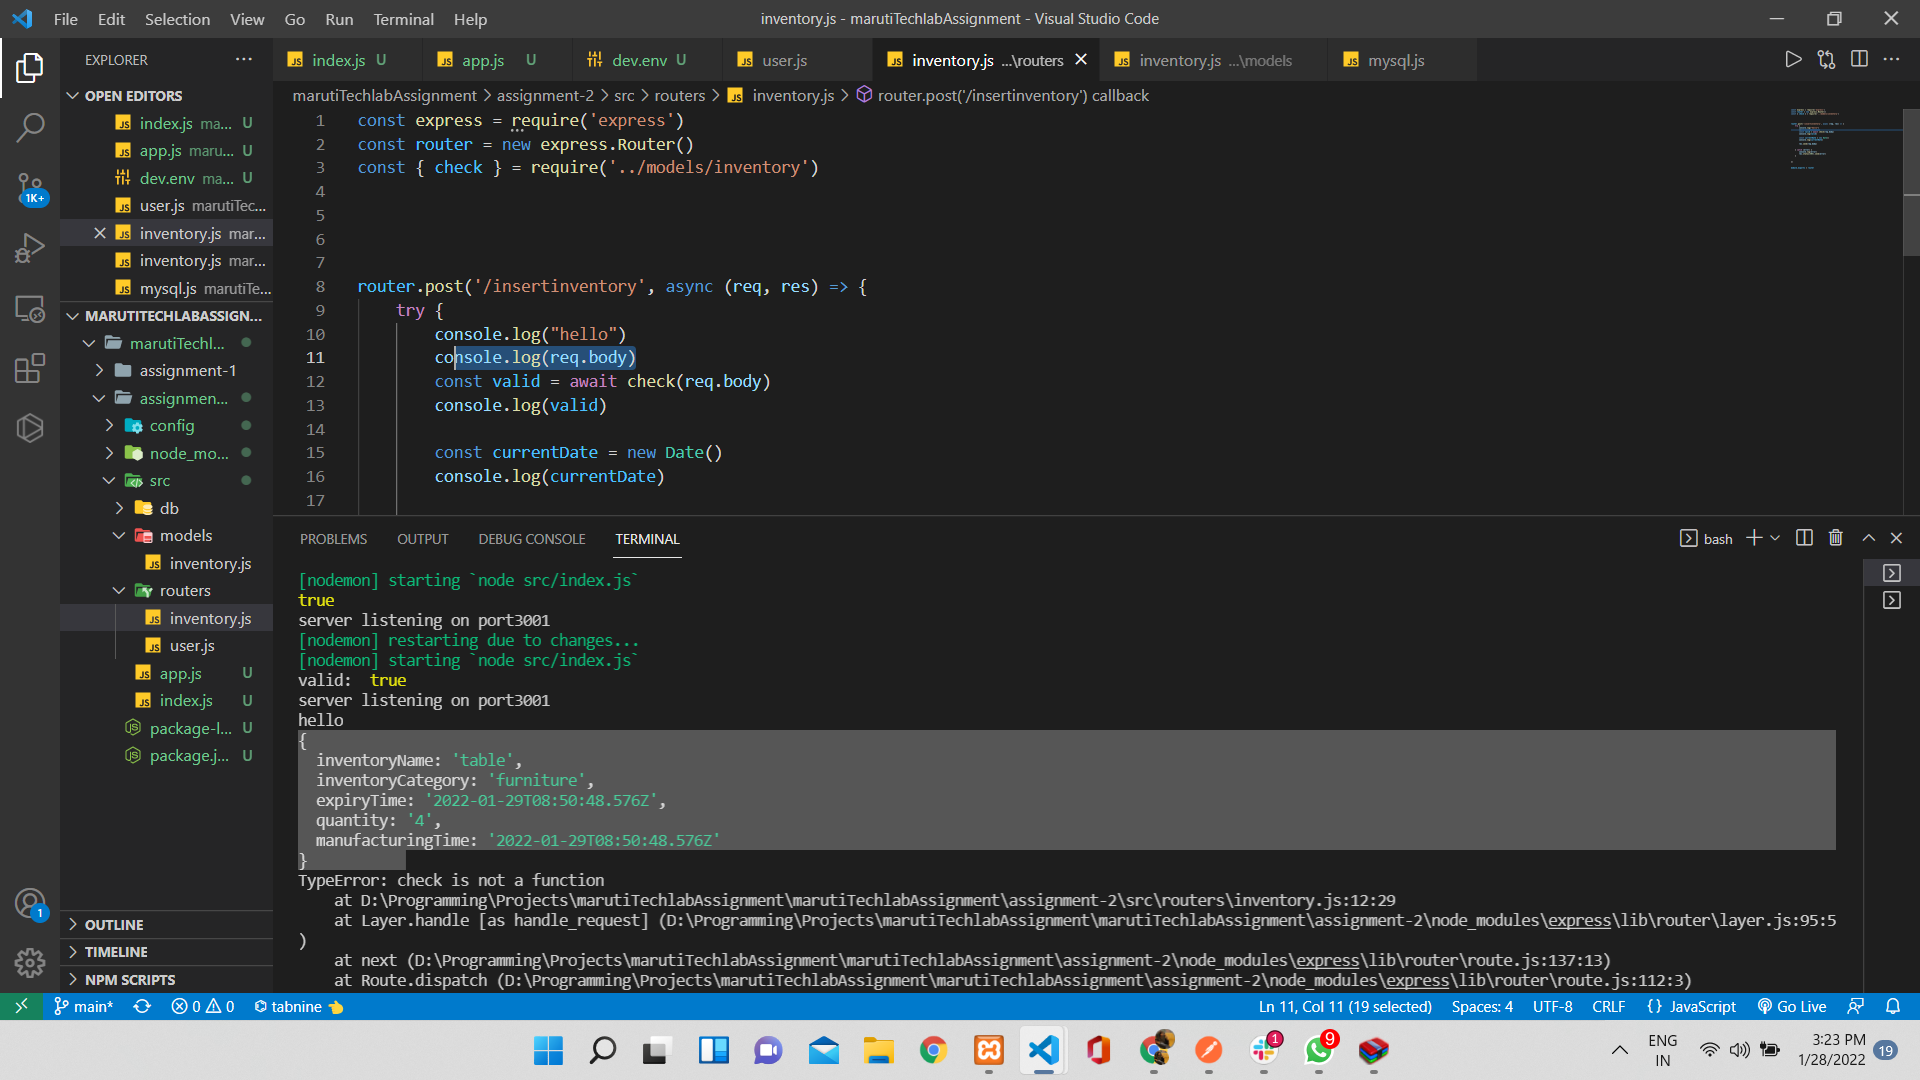 File Edit Selection View Go Run Terminal Help
inventory.js - marutiTechlabAssignment - Visual Studio Code
EXPLORER
index.js U
app.js U
dev.env U
user.js
inventory.js ...\routers
inventory.js ...\models
mysql.js
OPEN EDITORS
index.js ma... U
app.js maru... U
dev.env ma... U
user.js marutiTec...
inventory.js mar...
inventory.js mar...
mysql.js marutiTe...
MARUTITECHLABASSIGN...
marutiTechl...
assignment-1
assignmen...
config
node_mo...
src
db
models
inventory.js
routers
inventory.js
user.js
app.js U
index.js U
package-l... U
package.j... U
OUTLINE
TIMELINE
NPM SCRIPTS
1K+
1
marutiTechlabAssignment > assignment-2 > src > routers > inventory.js > router.post('/insertinventory') callback
1 const express = require('express')
2 const router = new express.Router()
3 const { check } = require('../models/inventory')
4
5
6
7
8 router.post('/insertinventory', async (req, res) => {
9 try {
10 console.log("hello")
11 console.log(req.body)
12 const valid = await check(req.body)
13 console.log(valid)
14
15 const currentDate = new Date()
16 console.log(currentDate)
17
PROBLEMS OUTPUT DEBUG CONSOLE TERMINAL
bash
[nodemon] starting `node src/index.js`
true
server listening on port3001
[nodemon] restarting due to changes...
[nodemon] starting `node src/index.js`
valid:  true
server listening on port3001
hello
{
inventoryName: 'table',
inventoryCategory: 'furniture',
expiryTime: '2022-01-29T08:50:48.576Z',
quantity: '4',
manufacturingTime: '2022-01-29T08:50:48.576Z'
}
TypeError: check is not a function
at D:\Programming\Projects\marutiTechlabAssignment\marutiTechlabAssignment\assignment-2\src\routers\inventory.js:12:29
at Layer.handle [as handle_request] (D:\Programming\Projects\marutiTechlabAssignment\marutiTechlabAssignment\assignment-2\node_modules\express\lib\router\layer.js:95:5
)
at next (D:\Programming\Projects\marutiTechlabAssignment\marutiTechlabAssignment\assignment-2\node_modules\express\lib\router\route.js:137:13)
at Route.dispatch (D:\Programming\Projects\marutiTechlabAssignment\marutiTechlabAssignment\assignment-2\node_modules\express\lib\router\route.js:112:3)
main* 0 0 tabnine
Ln 11, Col 11 (19 selected) Spaces: 4 UTF-8 CRLF {} JavaScript Go Live
1
9
ENG
IN
3:23 PM
1/28/2022
19